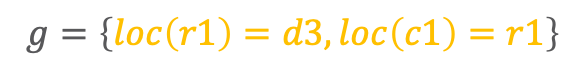 g = {loc(r1) = d3, loc(c1) = r1}